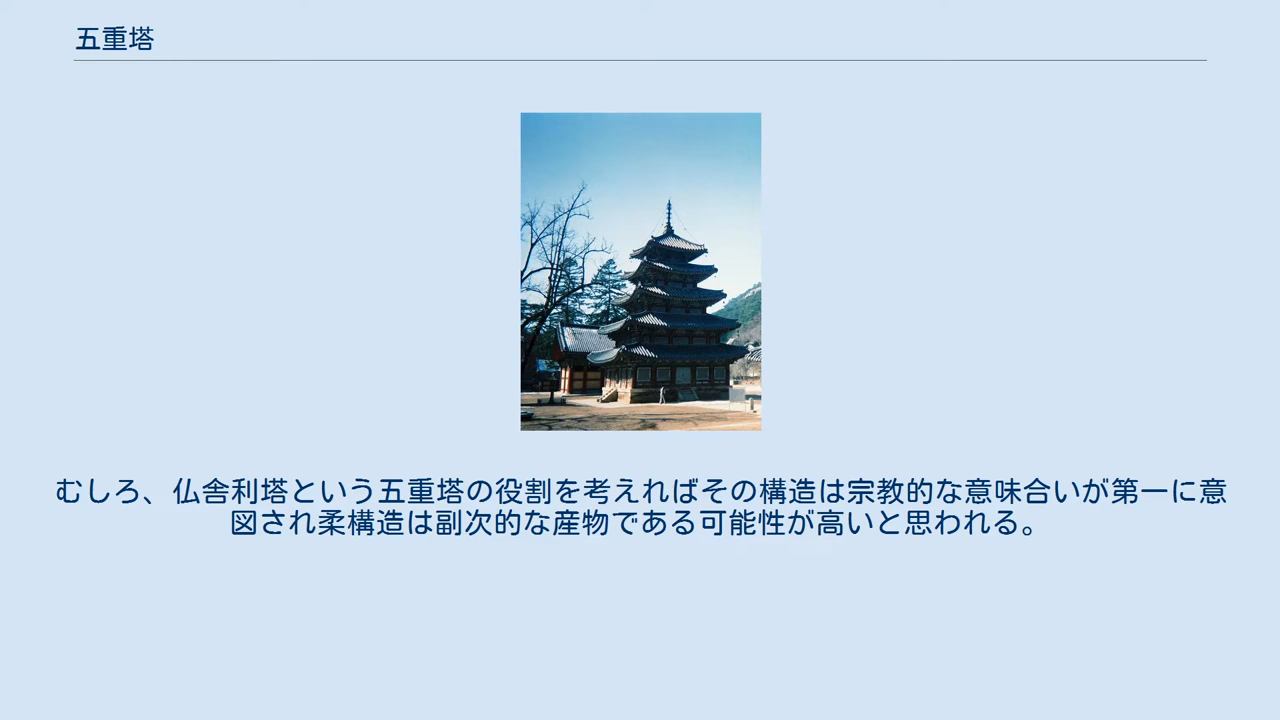 五重塔
むしろ、仏舎利塔という五重塔の役割を考えればその構造は宗教的な意味合いが第一に意
図され柔構造は副次的な産物である可能性が高いと思われる。